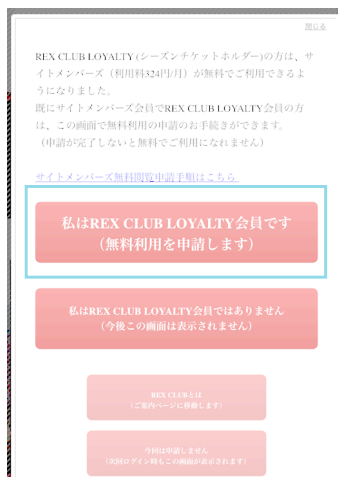 閉じる
REX CLUB LOYALTY (シーズンチケットホルダー)の方は、サ
イトメンバーズ（利用料324円/月）が無料でご利用できるよ
うになりました。
既にサイトメンバーズ会員でREX CLUB LOYALTY会員の方
は、この画面で無料利用の申請のお手続きができます。
（申請が完了しないと無料でご利用になれません）
サイトメンバーズ無料閲覧申請手順はこちら
私はREX CLUB LOYALTY会員です
（無料利用を申請します）
私はREX CLUB LOYALTY会員ではありません
（今後この画面は表示されません）
REX CLUBとは
（ご案内ページに移動します）
今回は申請しません
（次回ログイン時もこの画面が表示されます）